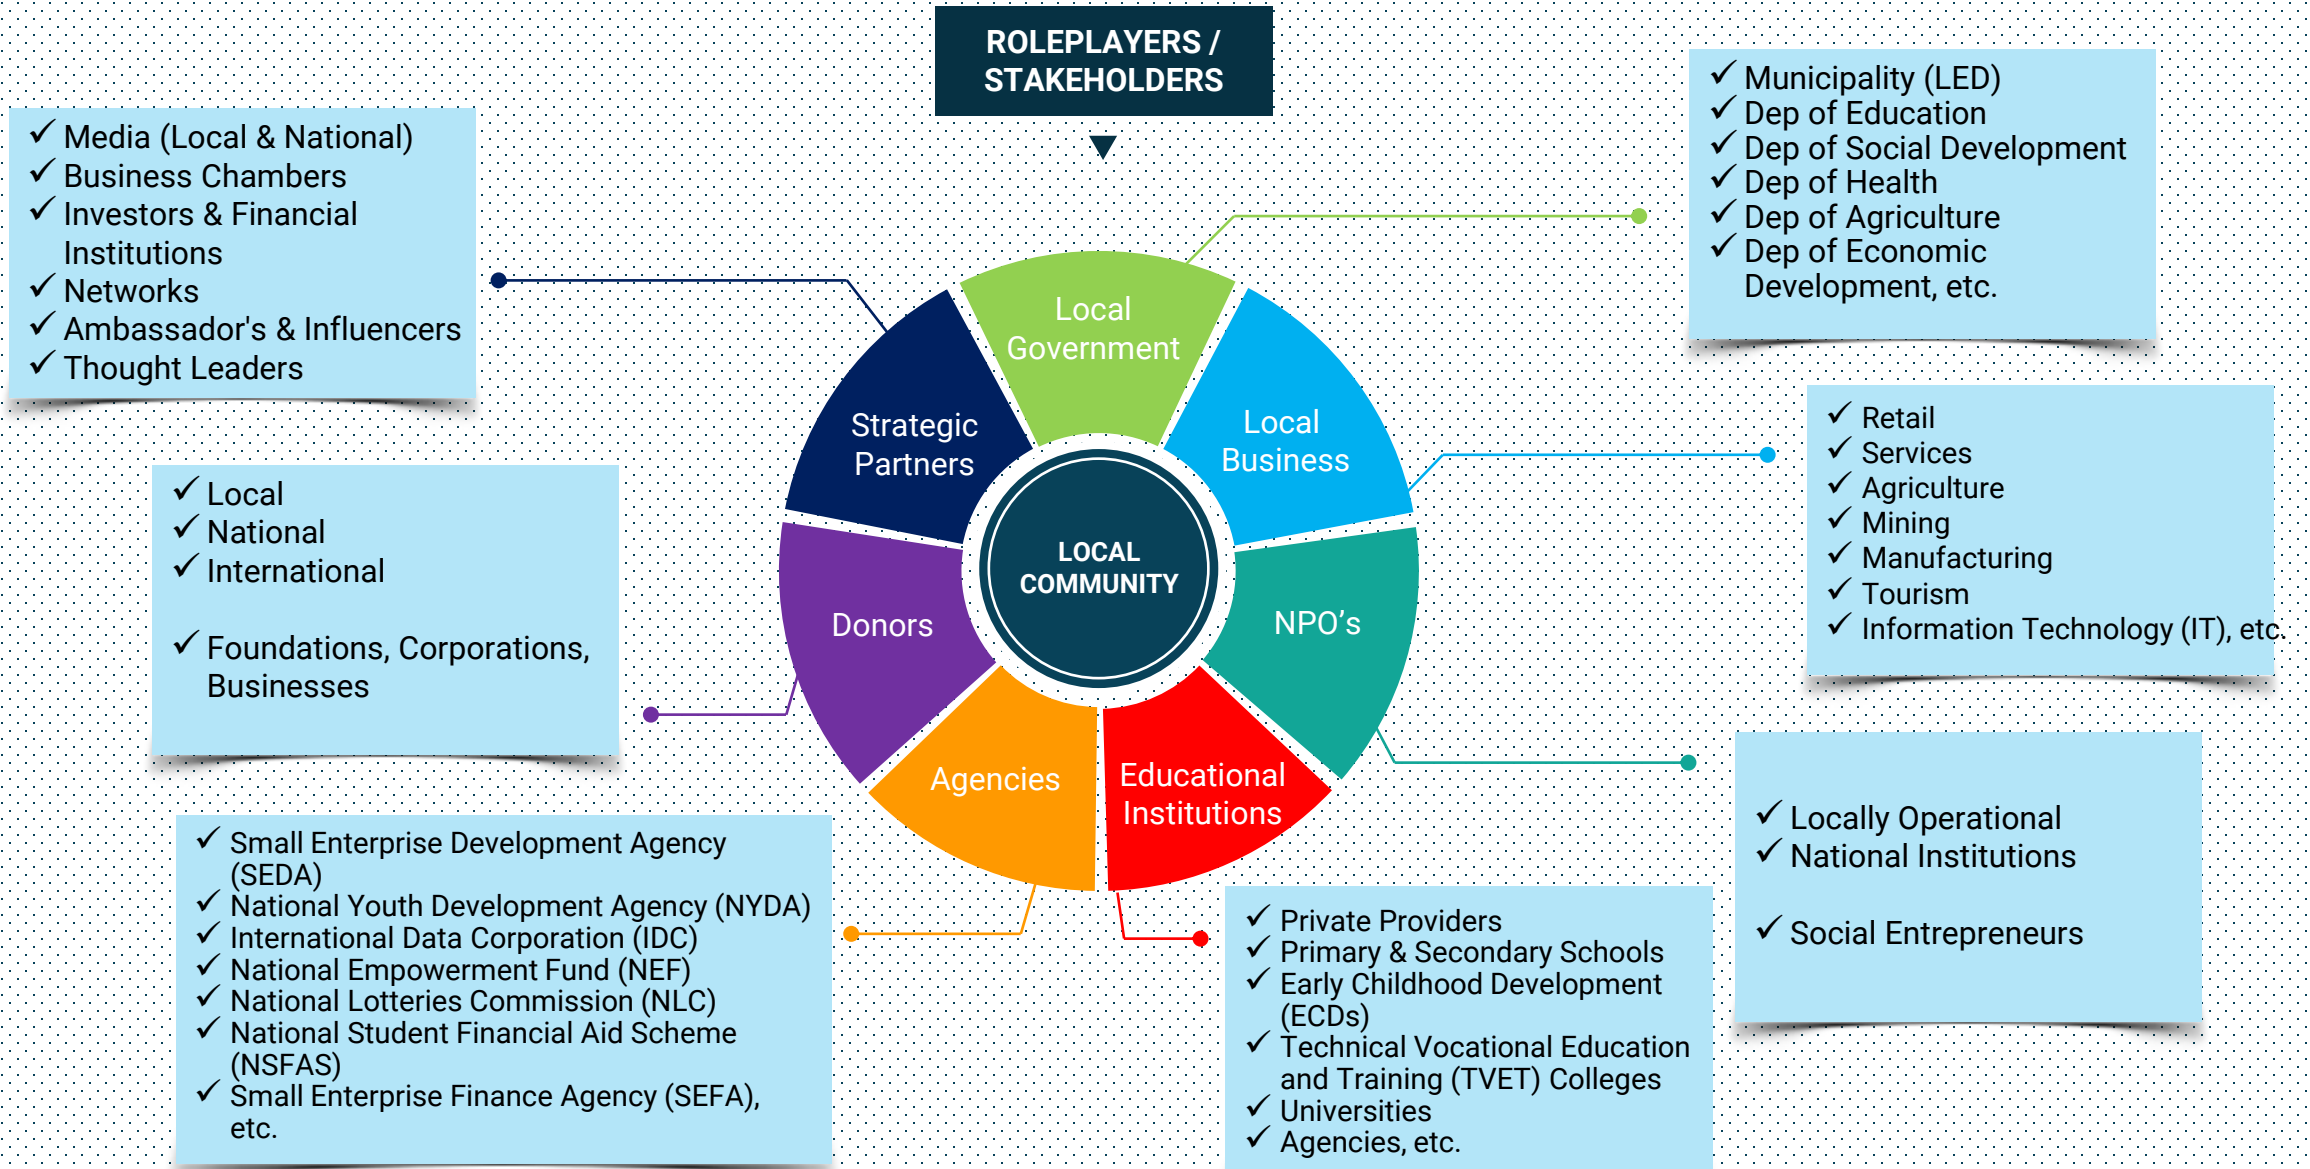 ROLEPLAYERS /
STAKEHOLDERS
✓ Media (Local & National)
✓ Business Chambers
✓ Investors & Financial
Institutions
✓ Networks
✓ Ambassador's & Influencers
✓ Thought Leaders
✓ Municipality (LED)
✓ Dep of Education
✓ Dep of Social Development
✓ Dep of Health
✓ Dep of Agriculture
✓ Dep of Economic
Development, etc.
Local
Government
Strategic
Partners
Local
Business
LOCAL
COMMUNITY
Donors
NPO’s
Agencies
Educational
Institutions
✓ Local
✓ National
✓ International
✓ Foundations, Corporations,
Businesses
✓ Retail
✓ Services
✓ Agriculture
✓ Mining
✓ Manufacturing
✓ Tourism
✓ Information Technology (IT), etc.
✓ Small Enterprise Development Agency
(SEDA)
✓ National Youth Development Agency (NYDA)
✓ International Data Corporation (IDC)
✓ National Empowerment Fund (NEF)
✓ National Lotteries Commission (NLC)
✓ National Student Financial Aid Scheme
(NSFAS)
✓ Small Enterprise Finance Agency (SEFA),
etc.
✓ Private Providers
✓ Primary & Secondary Schools
✓ Early Childhood Development
(ECDs)
✓ Technical Vocational Education
and Training (TVET) Colleges
✓ Universities
✓ Agencies, etc.
✓ Locally Operational
✓ National Institutions
✓ Social Entrepreneurs